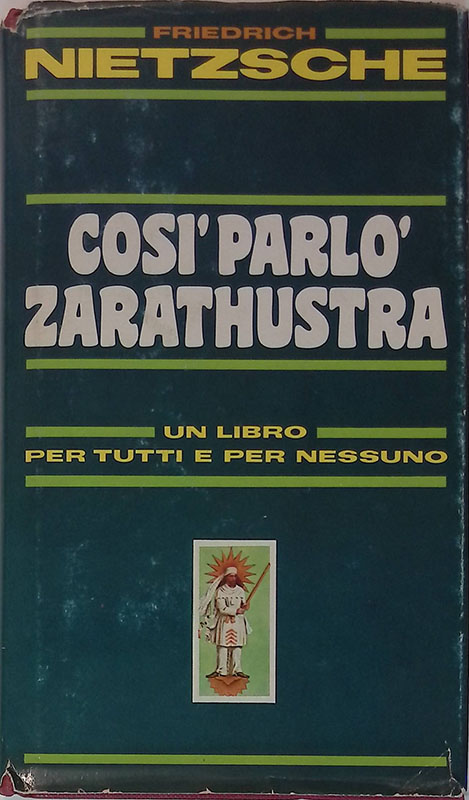 FRIEDRICH
NIETZSCHE
COSI' PARLO'
ZARATHUSTRA
UN LIBRO
PER TUTTI E PER NESSUNO